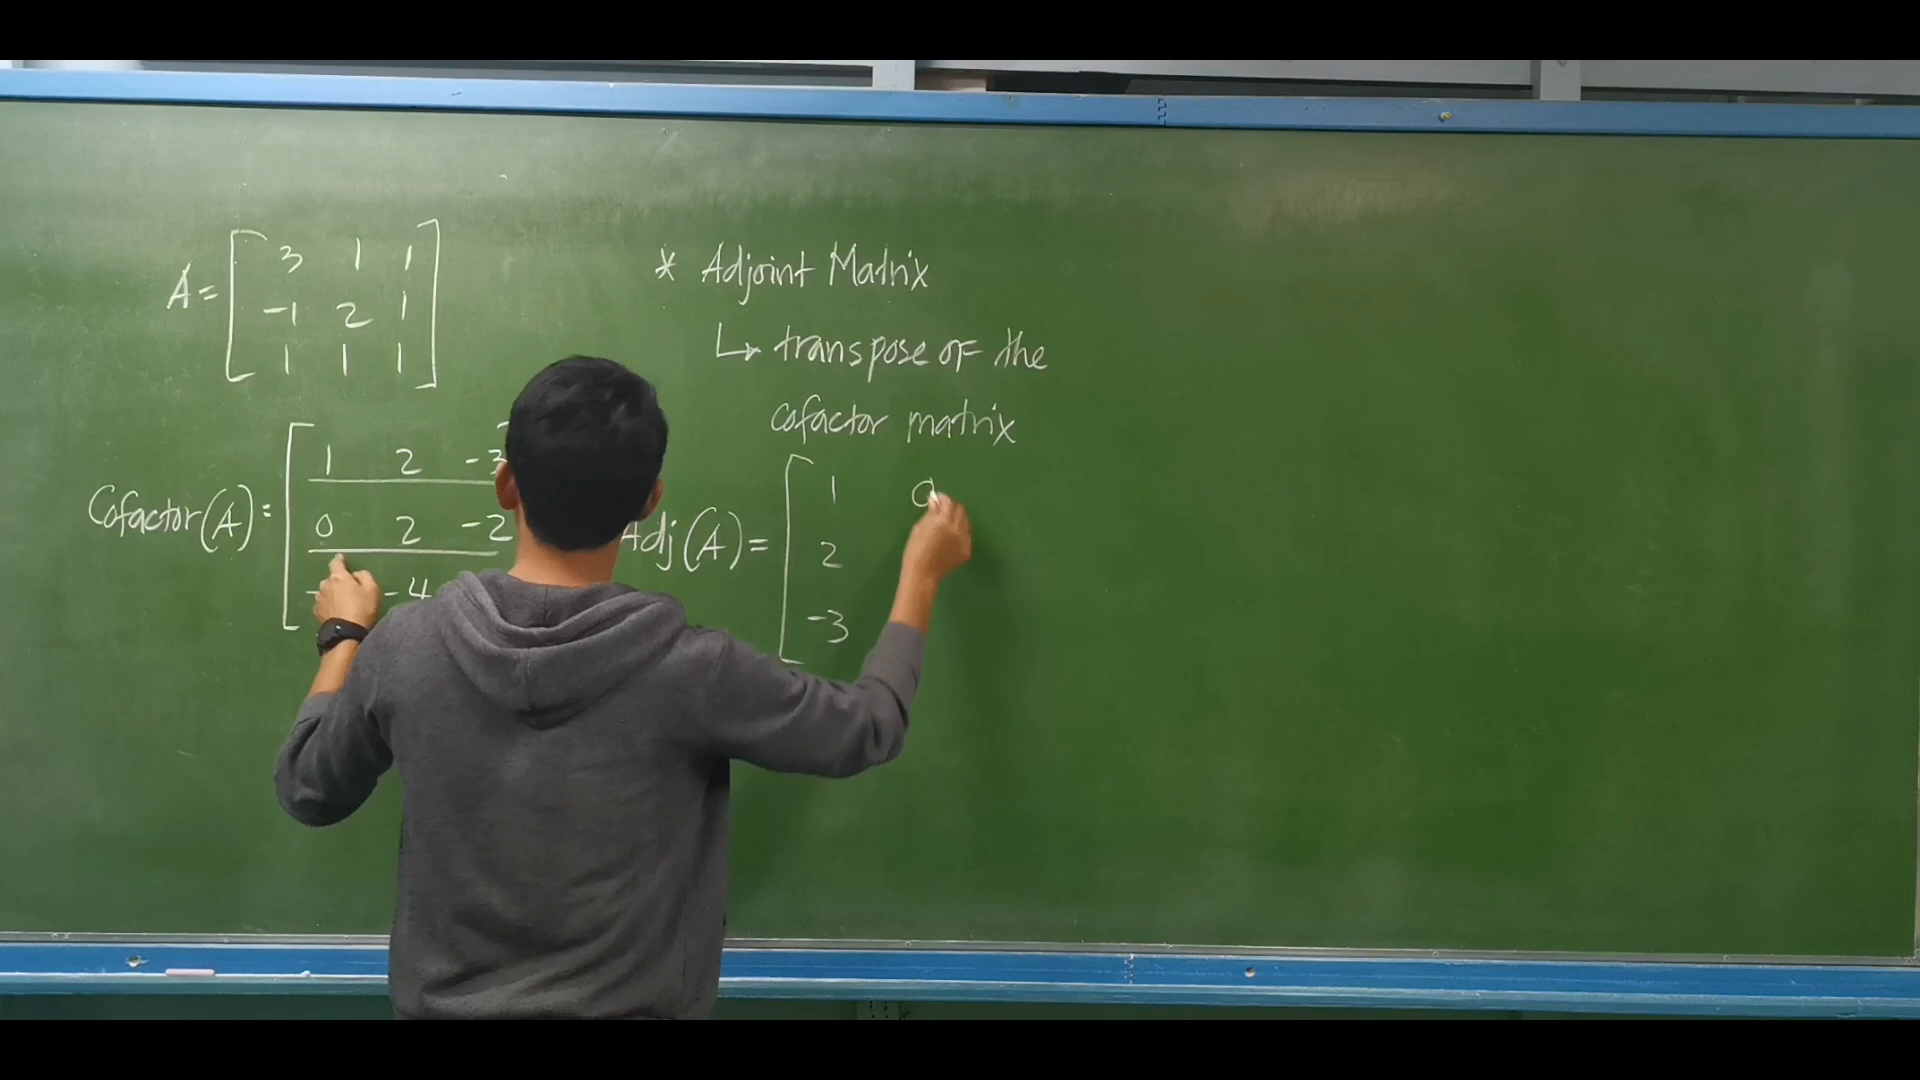 A = [ 3 1 1
-1 2 1
1 1 1 ]
Cofactor (A) = [ 1 2 -3
0 2 -2
- -4
* Adjoint Matrix
↳ transpose of the
cofactor matrix
Adj (A) = [ 1 0
2
-3